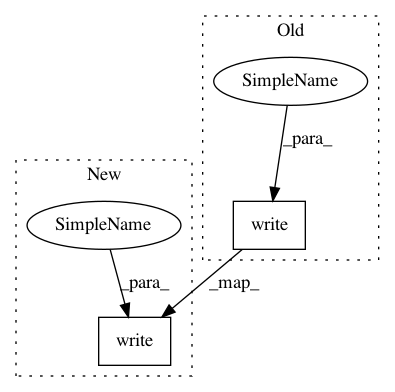 Old
SimpleName
_para_
New
write
SimpleName
_para_
_map_
write